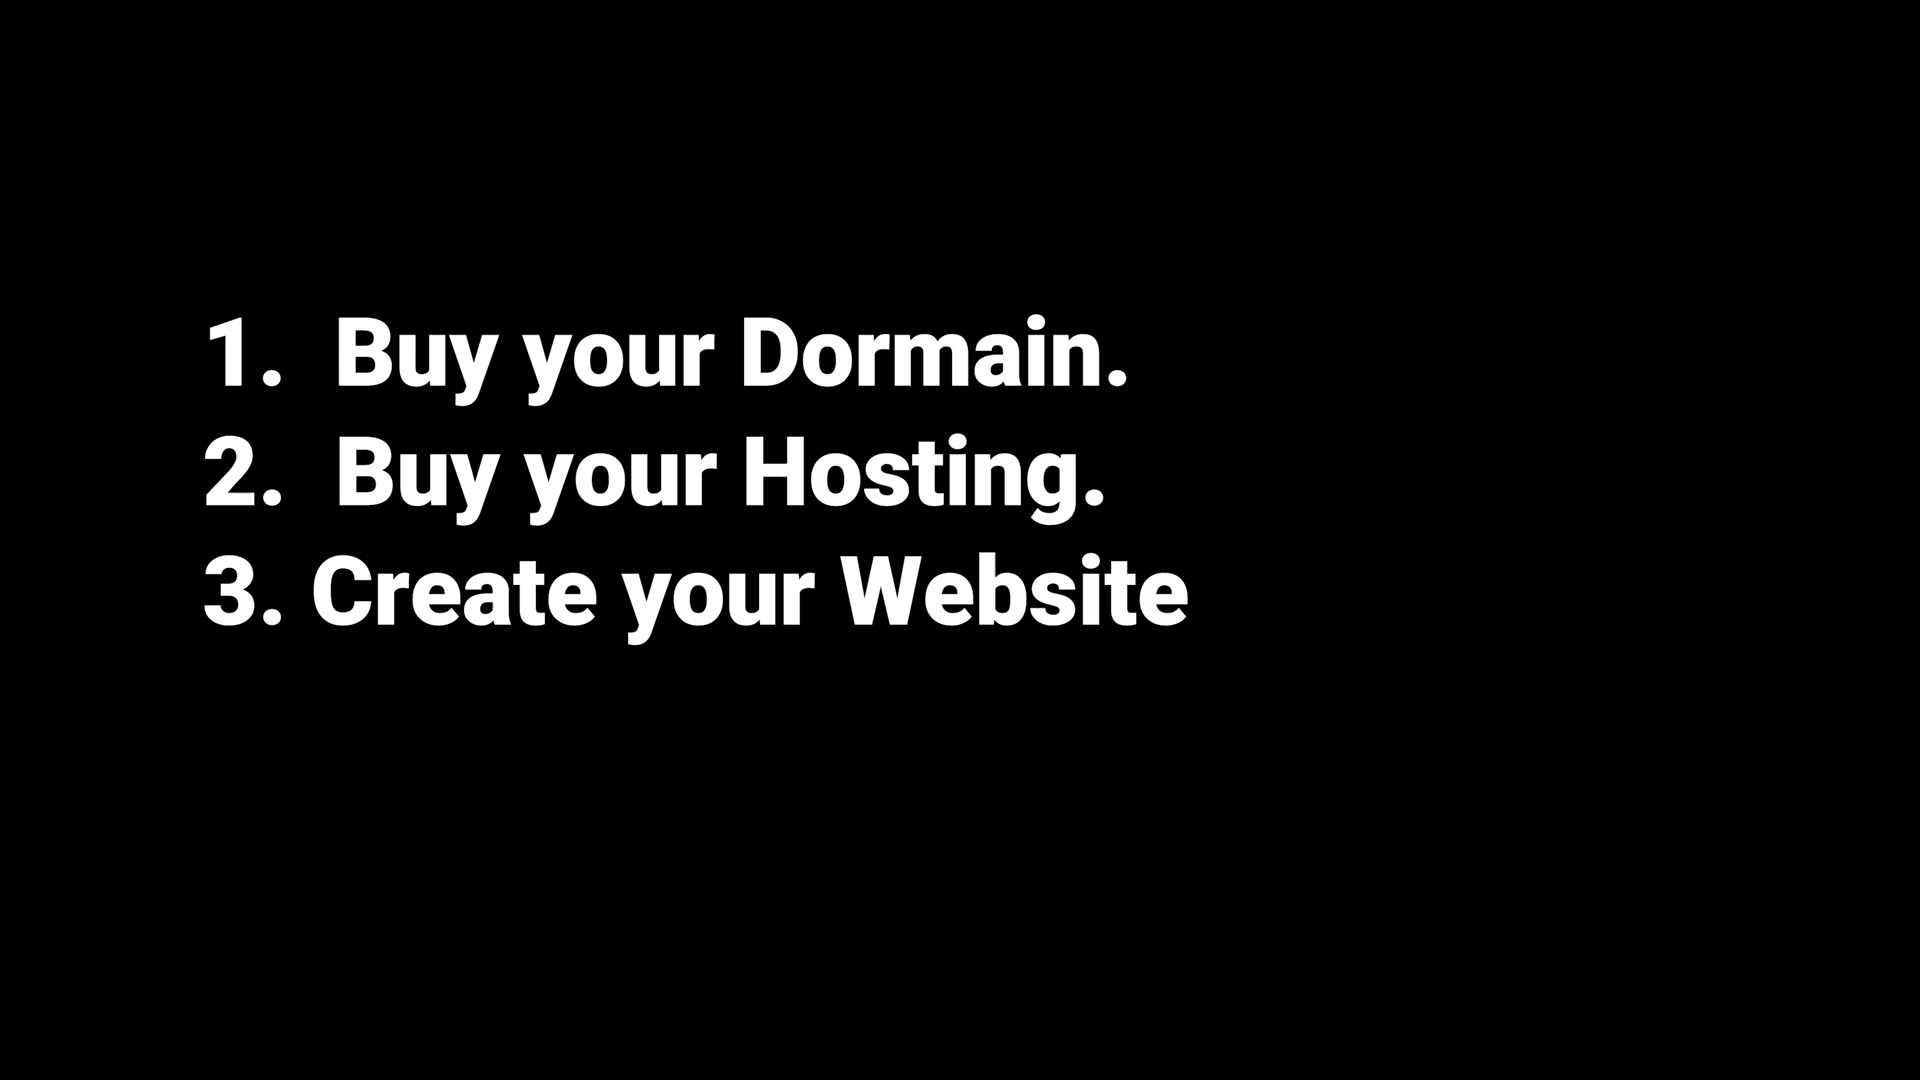 1.  Buy your Dormain.
2.  Buy your Hosting.
3. Create your Website